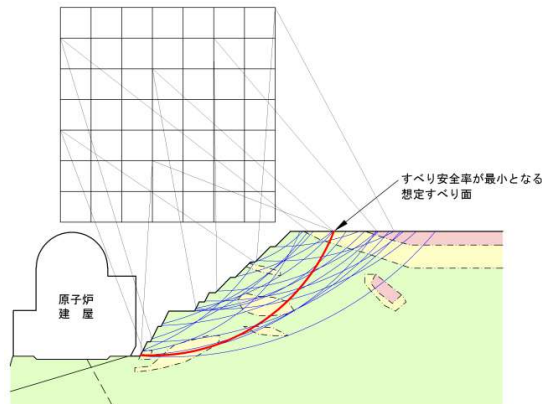 すべり安全率が最小となる
想定すべり面
原子炉
建　屋